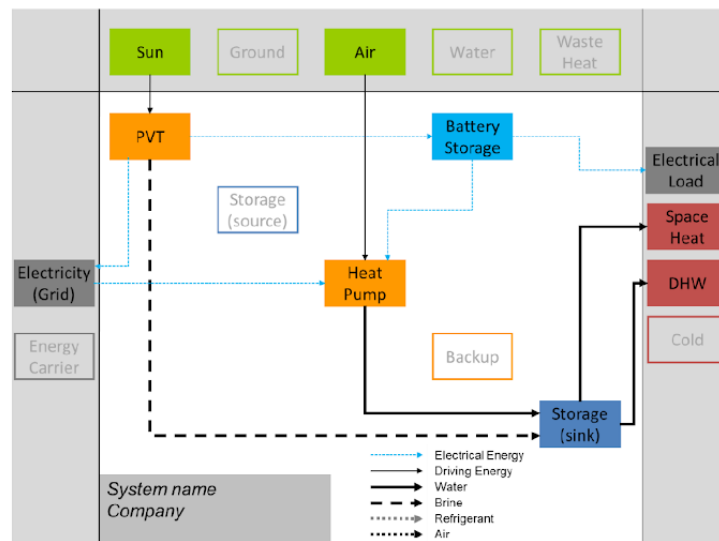 Sun
Ground
Air
Water
Waste
Heat
PVT
Battery
Storage
Electrical
Load
Storage
(source)
Space
Heat
Electricity
(Grid)
Heat
Pump
DHW
Energy
Carrier
Backup
Cold
Storage
(sink)
Electrical Energy
Driving Energy
Water
Brine
Refrigerant
Air
System name
Company